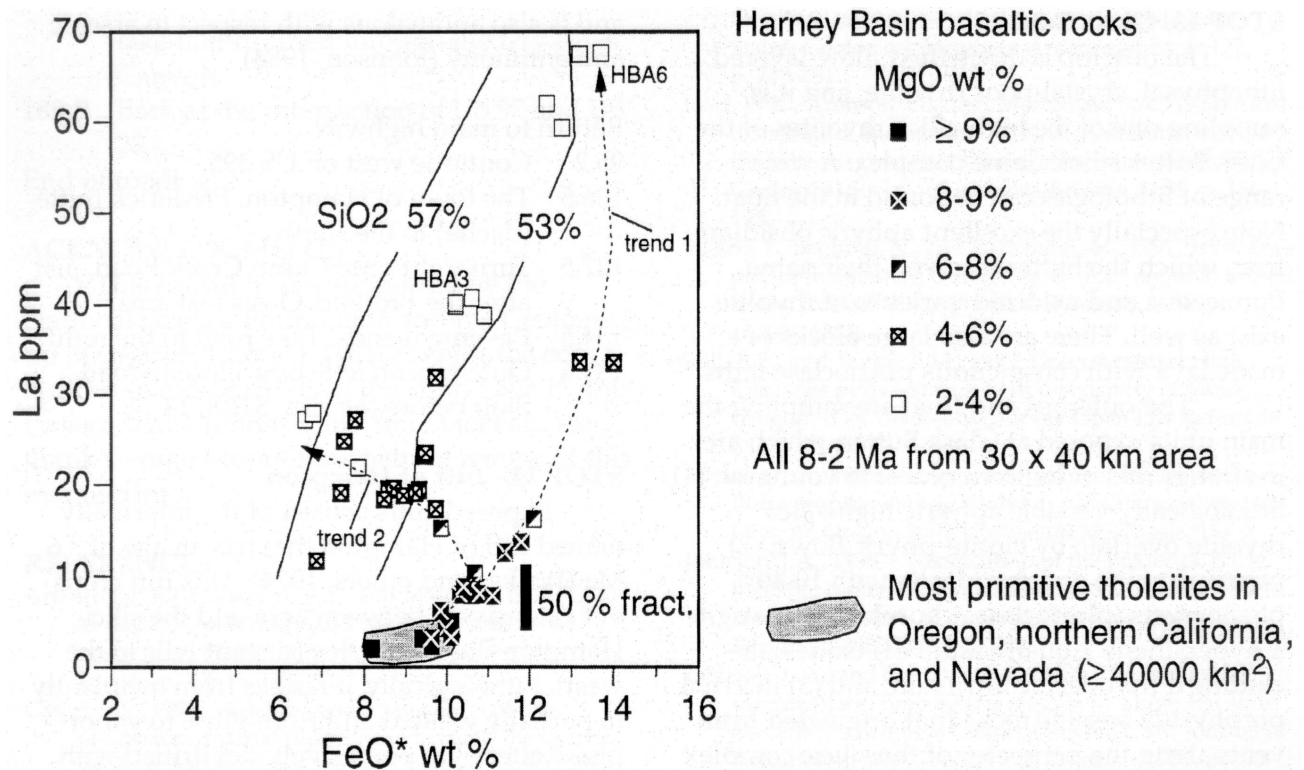 Harney Basin basaltic rocks
MgO wt %
≥ 9%
8-9%
6-8%
4-6%
2-4%
All 8-2 Ma from 30 x 40 km area
Most primitive tholeiites in
Oregon, northern California,
and Nevada (≥ 40000 km²)
La ppm
70
60
50
40
30
20
10
0
HBA6
SiO2 57%
53%
trend 1
HBA3
trend 2
50 % fract.
2
4
6
8
10
12
14
16
FeO* wt %